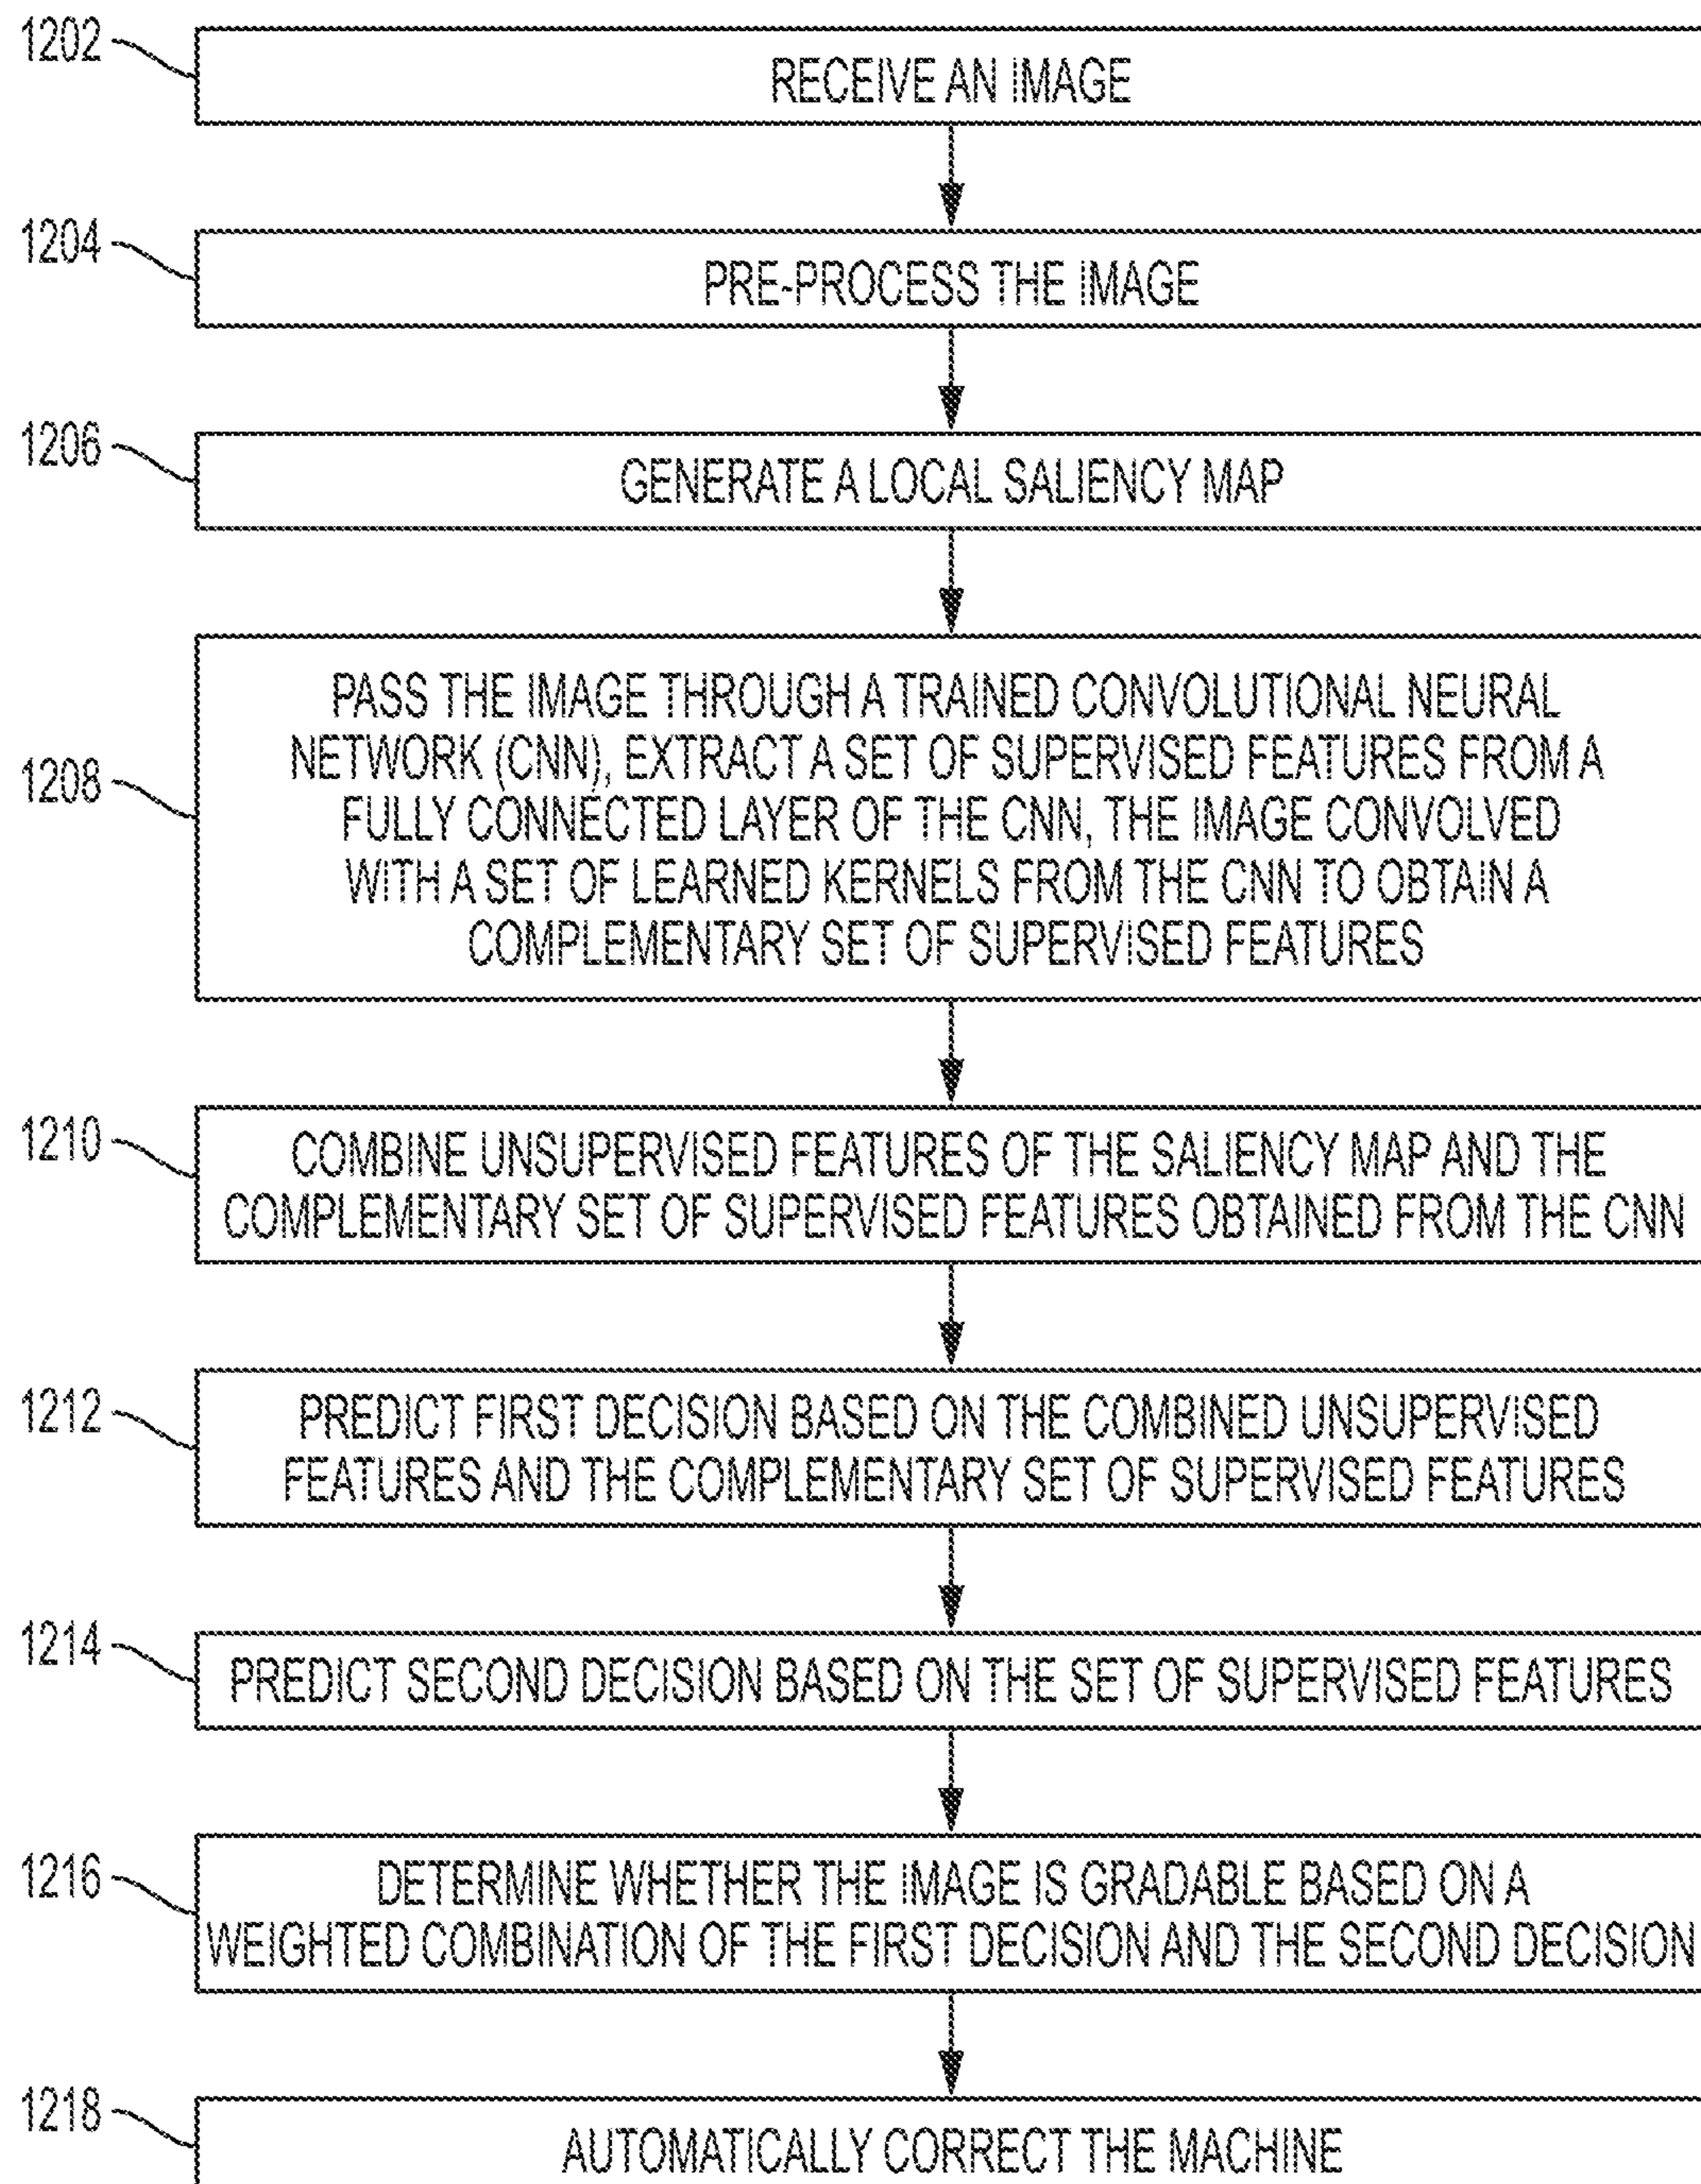 1202
RECEIVE AN IMAGE
1204
PRE-PROCESS THE IMAGE
1206
GENERATE A LOCAL SALIENCY MAP
1208
PASS THE IMAGE THROUGH A TRAINED CONVOLUTIONAL NEURAL
NETWORK (CNN), EXTRACT A SET OF SUPERVISED FEATURES FROM A
FULLY CONNECTED LAYER OF THE CNN, THE IMAGE CONVOLVED
WITH A SET OF LEARNED KERNELS FROM THE CNN TO OBTAIN A
COMPLEMENTARY SET OF SUPERVISED FEATURES
1210
COMBINE UNSUPERVISED FEATURES OF THE SALIENCY MAP AND THE
COMPLEMENTARY SET OF SUPERVISED FEATURES OBTAINED FROM THE CNN
1212
PREDICT FIRST DECISION BASED ON THE COMBINED UNSUPERVISED
FEATURES AND THE COMPLEMENTARY SET OF SUPERVISED FEATURES
1214
PREDICT SECOND DECISION BASED ON THE SET OF SUPERVISED FEATURES
1216
DETERMINE WHETHER THE IMAGE IS GRADABLE BASED ON A
WEIGHTED COMBINATION OF THE FIRST DECISION AND THE SECOND DECISION
1218
AUTOMATICALLY CORRECT THE MACHINE